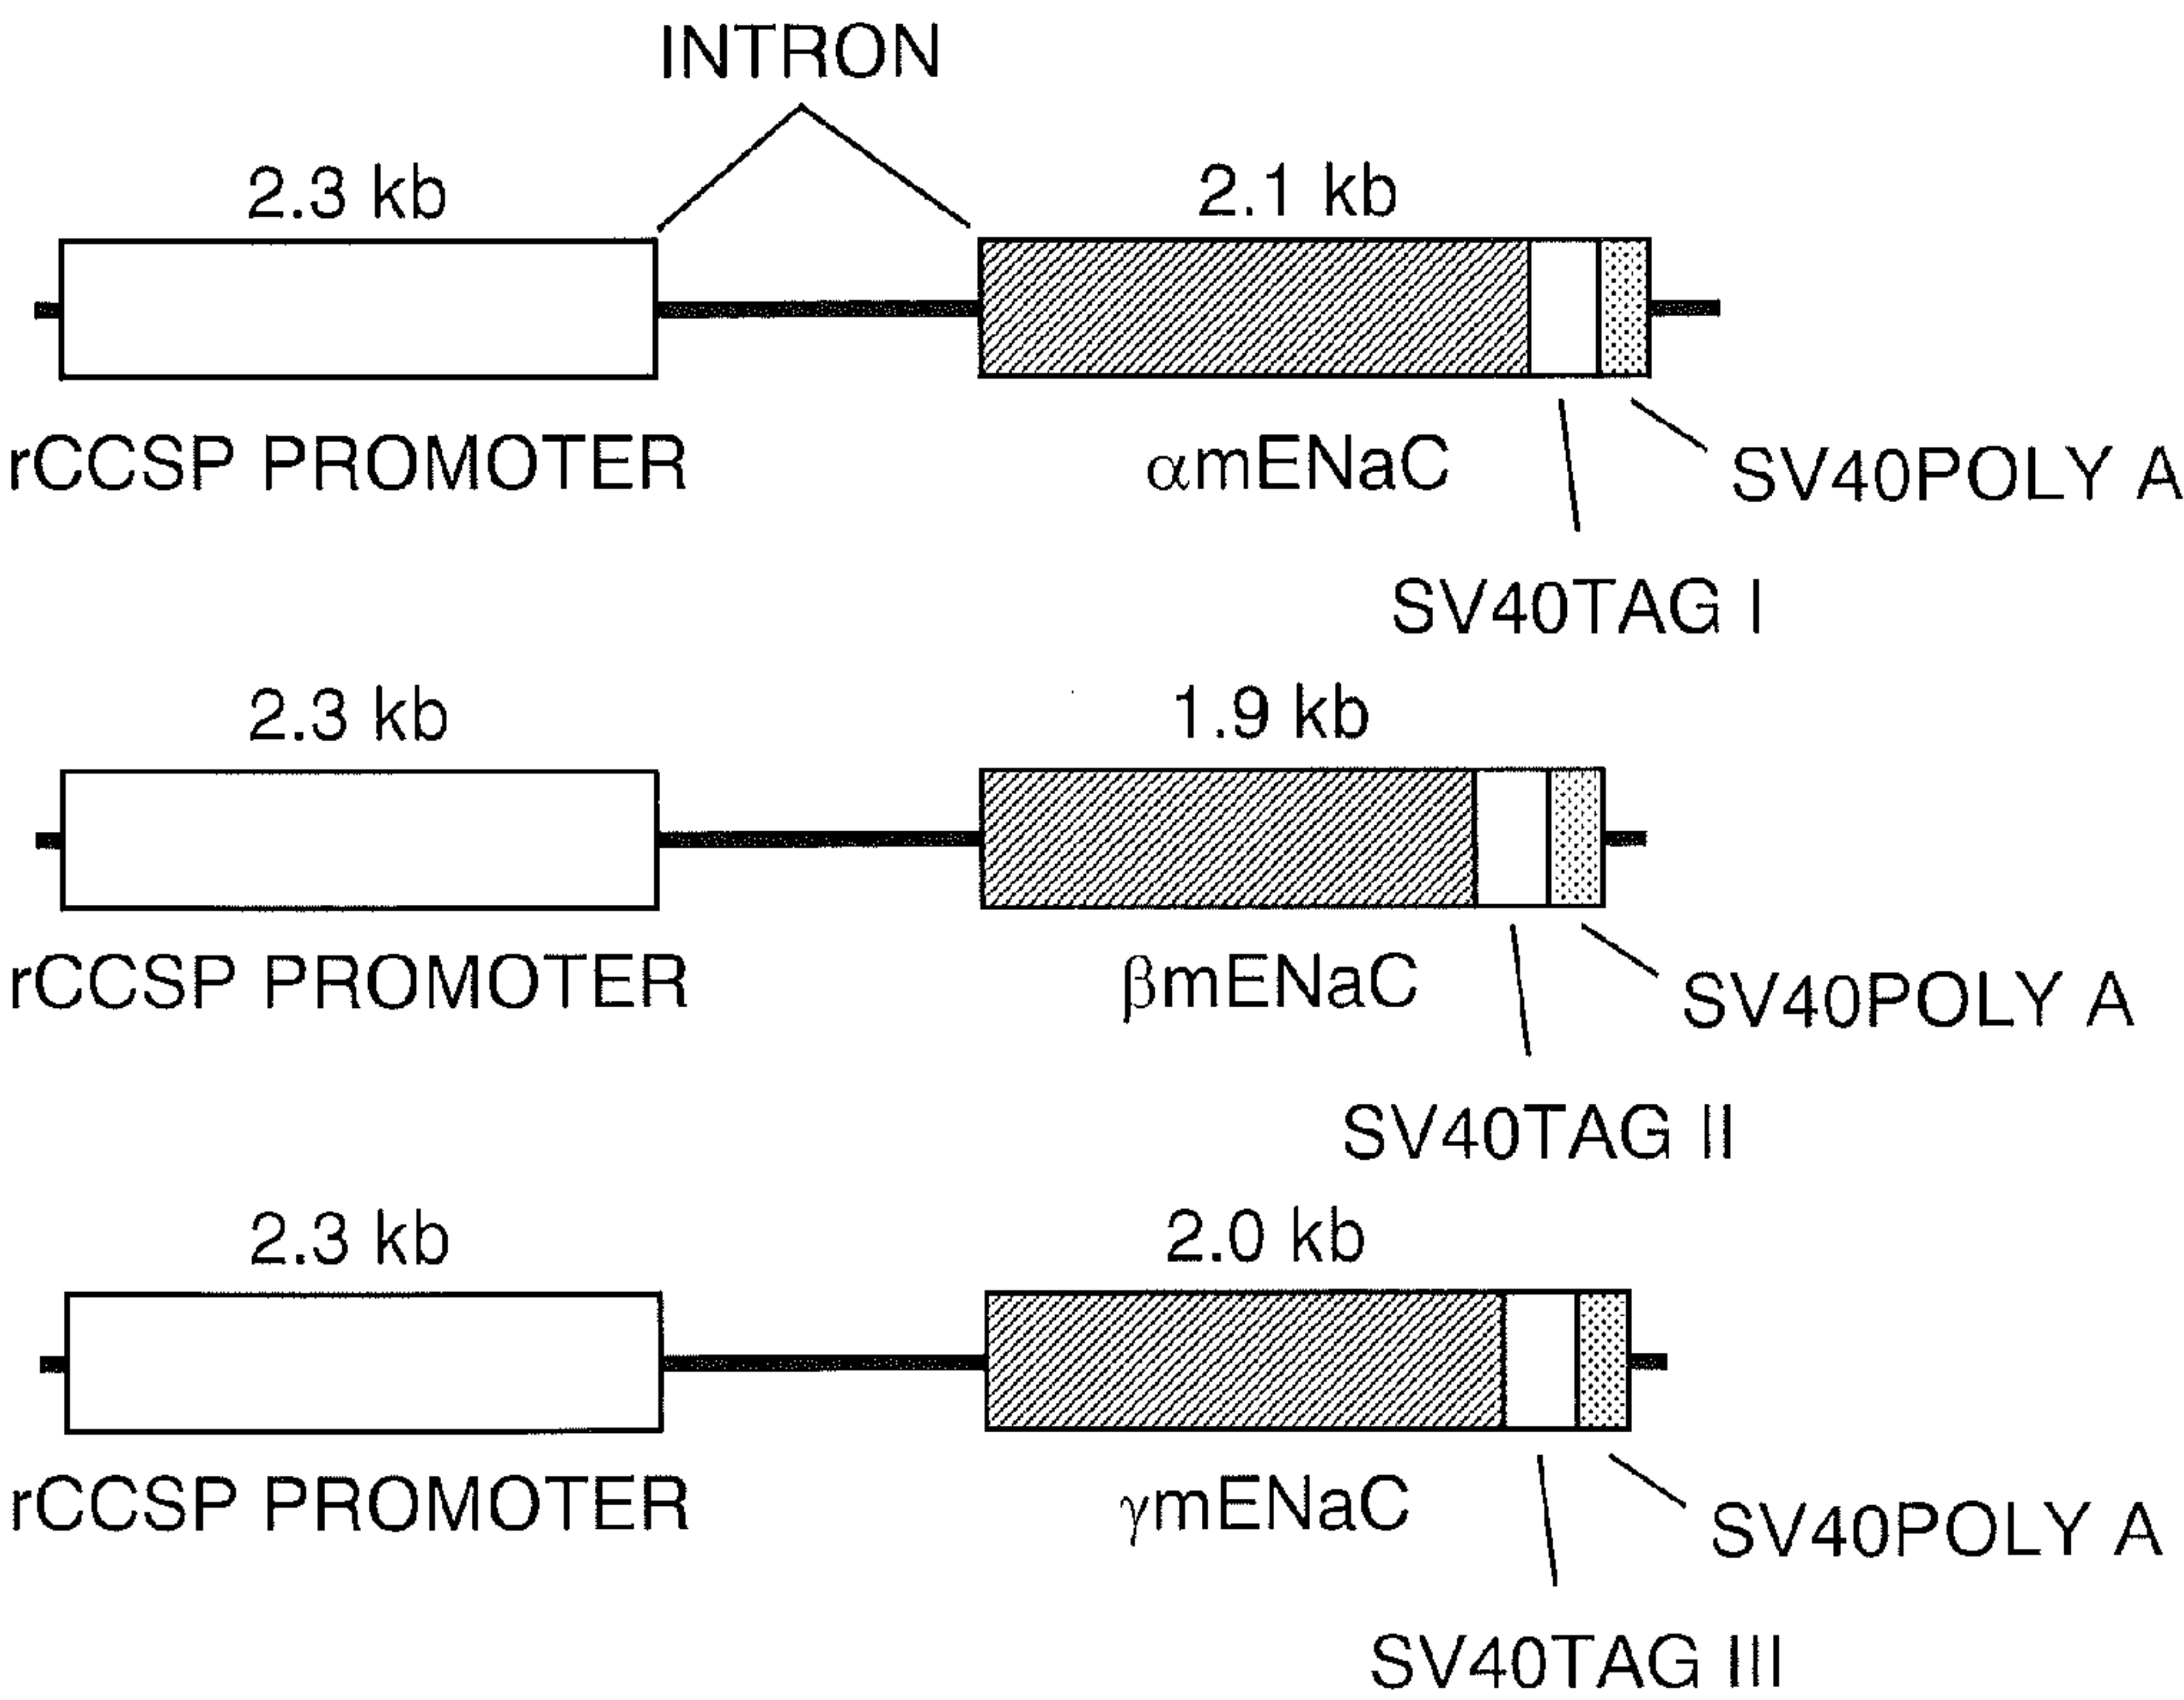 INTRON
2.3 kb 2.1 kb
rCCSP PROMOTER αmENaC SV40POLY A
SV40TAG I
2.3 kb 1.9 kb
rCCSP PROMOTER βmENaC SV40POLY A
SV40TAG II
2.3 kb 2.0 kb
rCCSP PROMOTER γmENaC SV40POLY A
SV40TAG III